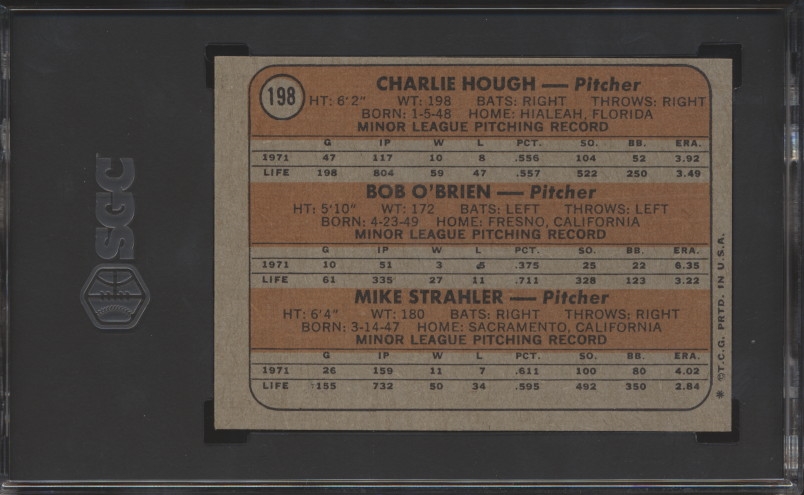 SGC
198
CHARLIE HOUGH — Pitcher
HT: 6'2" WT: 198 BATS: RIGHT THROWS: RIGHT
BORN: 1-5-48 HOME: HIALEAH, FLORIDA
MINOR LEAGUE PITCHING RECORD
G IP W L PCT. SO. BB. ERA.
1971 47 117 10 8 .556 104 52 3.92
LIFE 198 804 59 47 .557 522 250 3.49
BOB O'BRIEN — Pitcher
HT: 5'10" WT: 172 BATS: LEFT THROWS: LEFT
BORN: 4-23-49 HOME: FRESNO, CALIFORNIA
MINOR LEAGUE PITCHING RECORD
G IP W L PCT. SO. BB. ERA.
1971 10 51 3 5 .375 25 22 6.35
LIFE 61 335 27 11 .711 328 123 3.22
MIKE STRAHLER — Pitcher
HT: 6'4" WT: 180 BATS: RIGHT THROWS: RIGHT
BORN: 3-14-47 HOME: SACRAMENTO, CALIFORNIA
MINOR LEAGUE PITCHING RECORD
G IP W L PCT. SO. BB. ERA.
1971 26 159 11 7 .611 100 80 4.02
LIFE 155 732 50 34 .595 492 350 2.84
* ©T.C.G. PRTD. IN U.S.A.